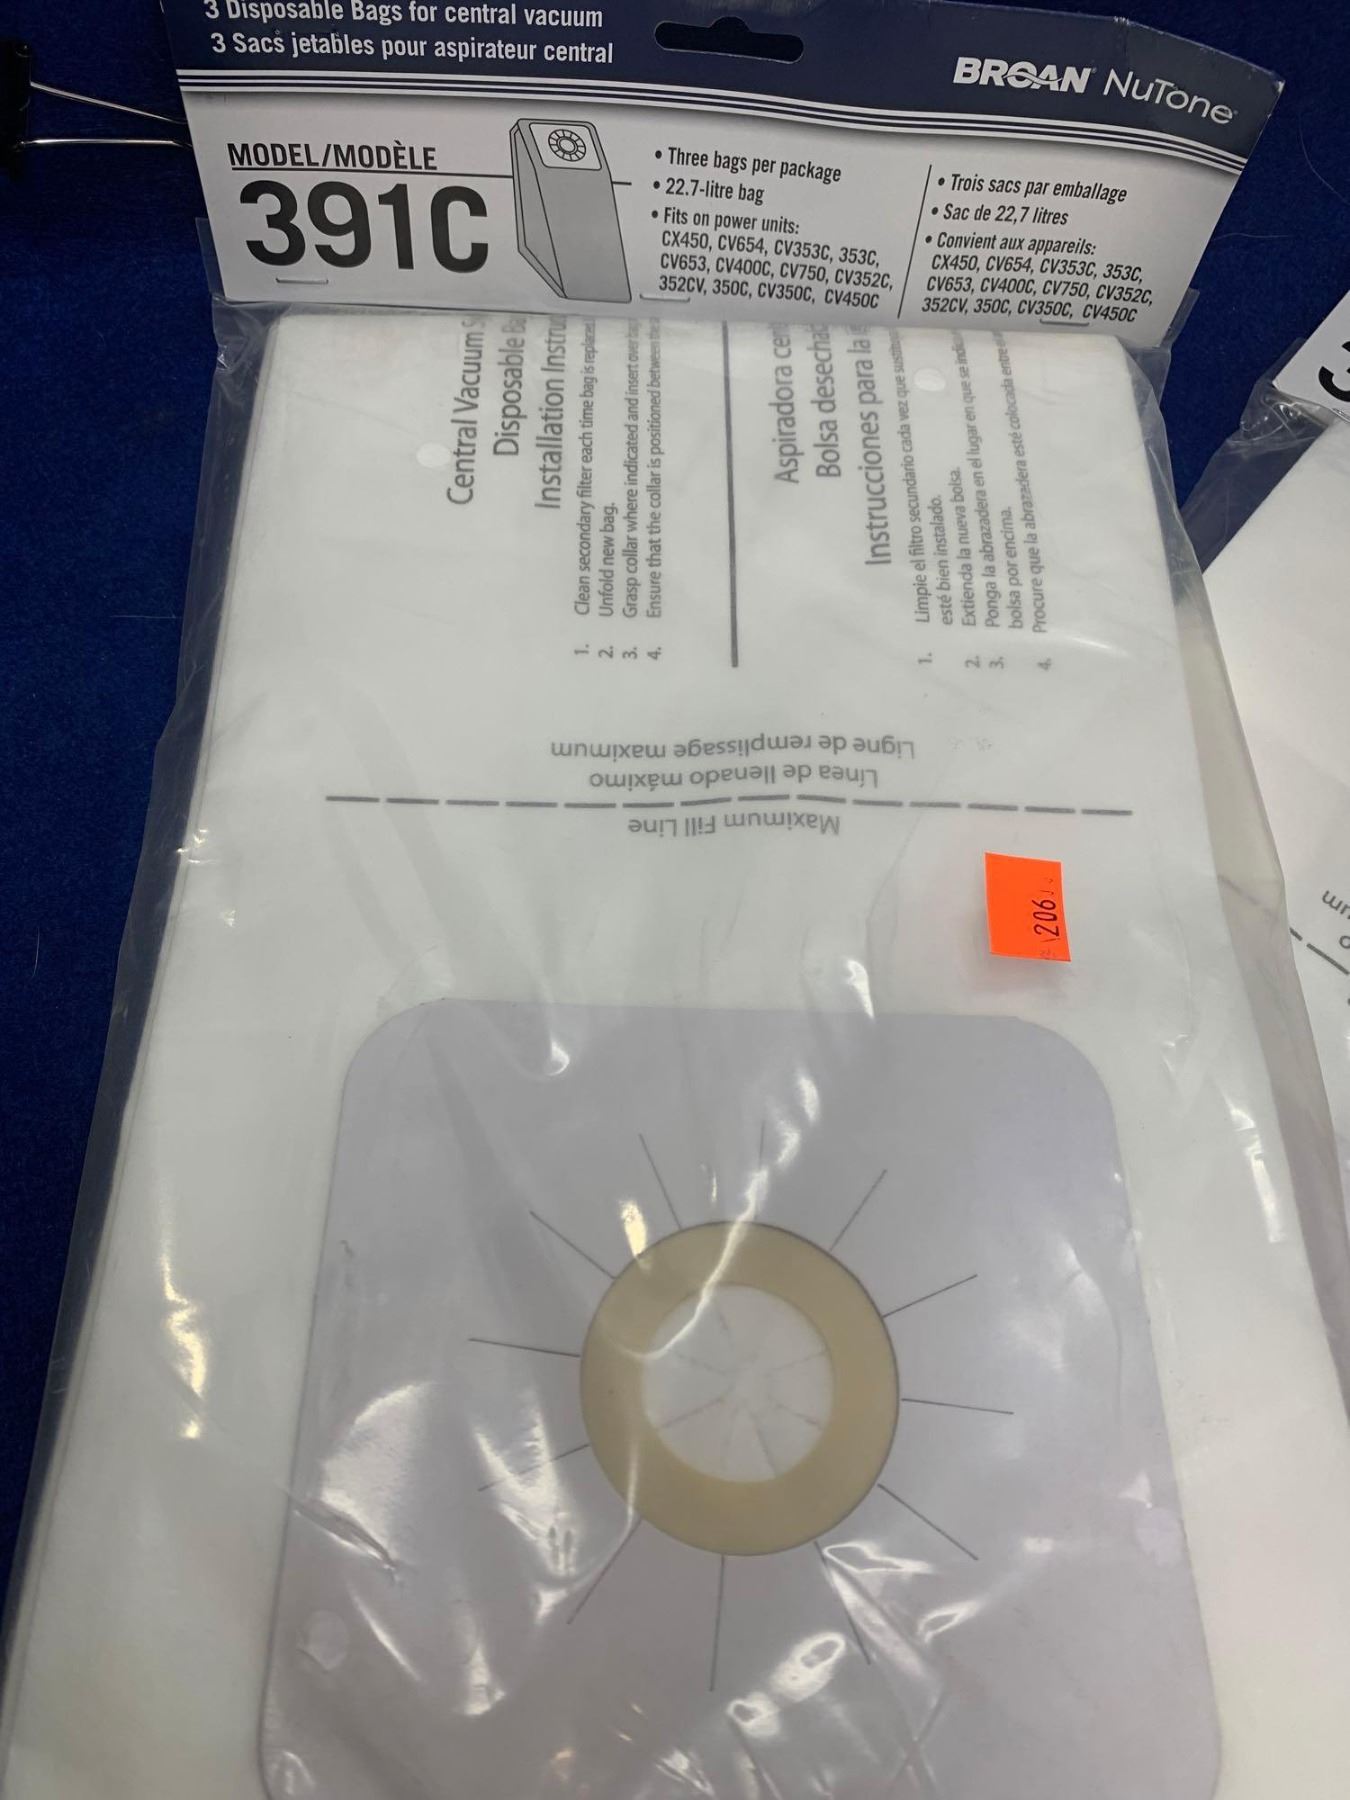 3 Disposable Bags for central vacuum
3 Sacs jetables pour aspirateur central
BROAN NuTone
MODEL/MODÈLE
391C
• Three bags per package
• 22.7-litre bag
• Fits on power units:
CX450, CV654, CV353C, 353C,
CV653, CV400C, CV750, CV352C,
352CV, 350C, CV350C, CV450C
• Trois sacs par emballage
• Sac de 22,7 litres
• Convient aux appareils:
CX450, CV654, CV353C, 353C,
CV653, CV400C, CV750, CV352C,
352CV, 350C, CV350C, CV450C
Central Vacuum
Disposable
Installation
1. Clean secondary filter each time bag is
2. Unfold new bag.
3. Grasp collar where indicated and insert over
4. Ensure that the collar is positioned between
Aspiradora
Bolsa
Instrucciones para la
1. Limpie el filtro secundario cada vez que
esté bien instalado.
2. Extienda la nueva bolsa.
3. Ponga la abrazadera en el lugar en que se
bolsa por encima.
4. Procure que la abrazadera esté colocada entre
Maximum Fill Line
Línea de llenado máximo
Ligne de remplissage maximum
206